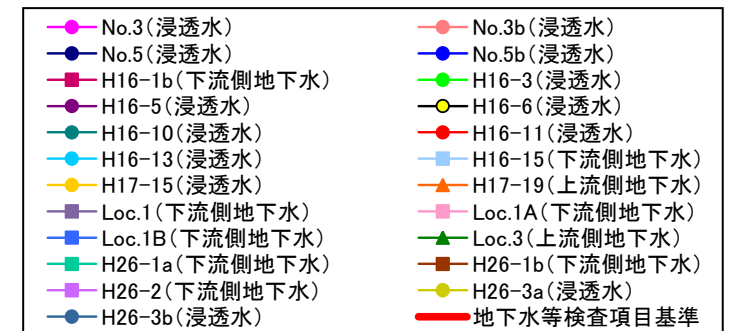 No.3(浸透水) No.3b(浸透水)
No.5(浸透水) No.5b(浸透水)
H16-1b(下流側地下水) H16-3(浸透水)
H16-5(浸透水) H16-6(浸透水)
H16-10(浸透水) H16-11(浸透水)
H16-13(浸透水) H16-15(下流側地下水)
H17-15(浸透水) H17-19(上流側地下水)
Loc.1(下流側地下水) Loc.1A(下流側地下水)
Loc.1B(下流側地下水) Loc.3(上流側地下水)
H26-1a(下流側地下水) H26-1b(下流側地下水)
H26-2(下流側地下水) H26-3a(浸透水)
H26-3b(浸透水) 地下水等検査項目基準